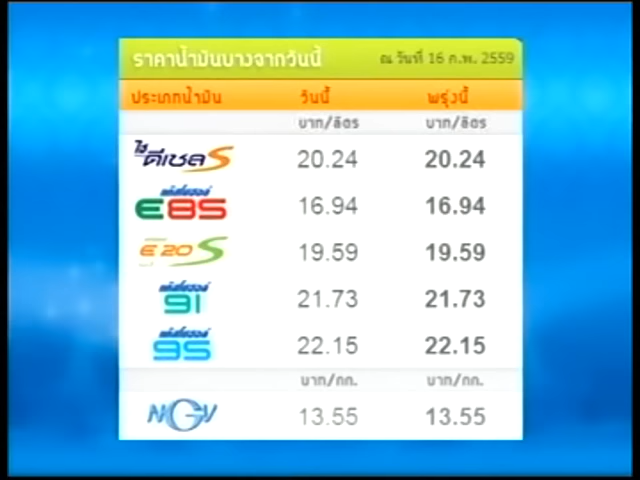 ราคาน้ำมันบางจากวันนี้ ณ วันที่ 16 ก.พ. 2559
ประเภทน้ำมัน วันนี้ พรุ่งนี้
บาท/ลิตร บาท/ลิตร
ไฮดีเซล S 20.24 20.24
แก๊สโซฮอล์
E85 16.94 16.94
E20 S 19.59 19.59
แก๊สโซฮอล์
91 21.73 21.73
แก๊สโซฮอล์
95 22.15 22.15
บาท/กก. บาท/กก.
NGV 13.55 13.55